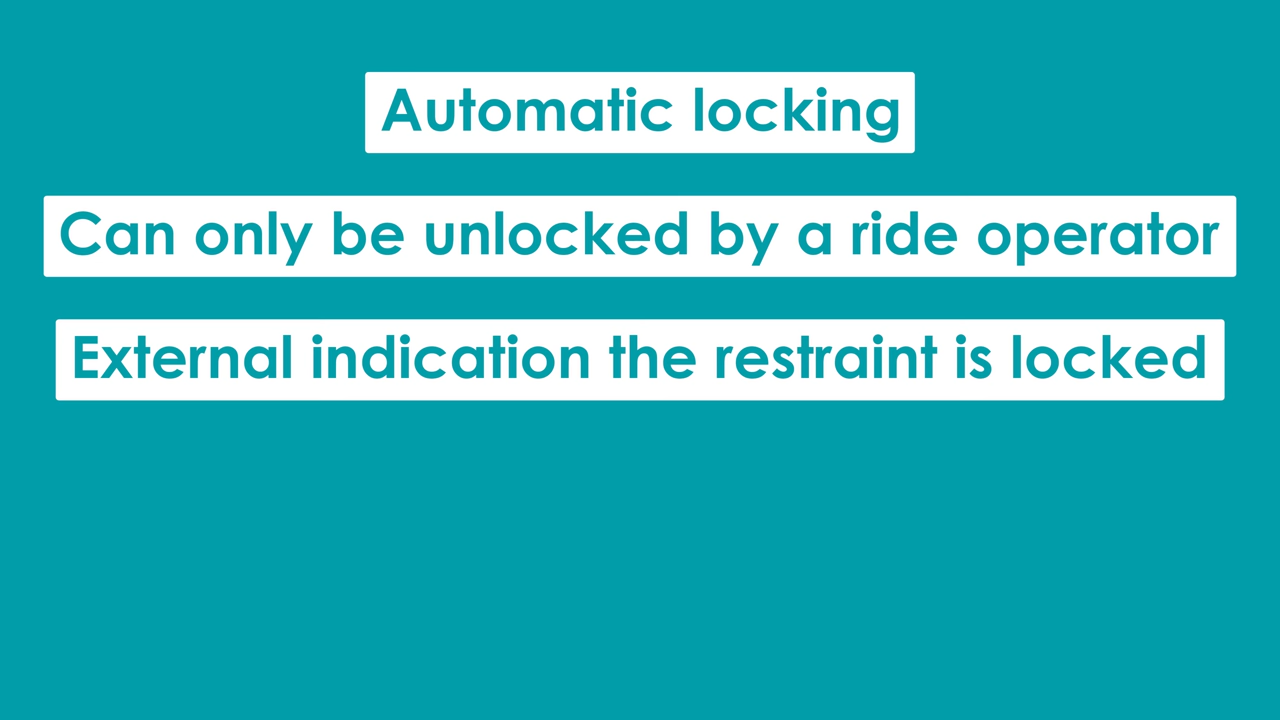 Automatic locking
Can only be unlocked by a ride operator
External indication the restraint is locked